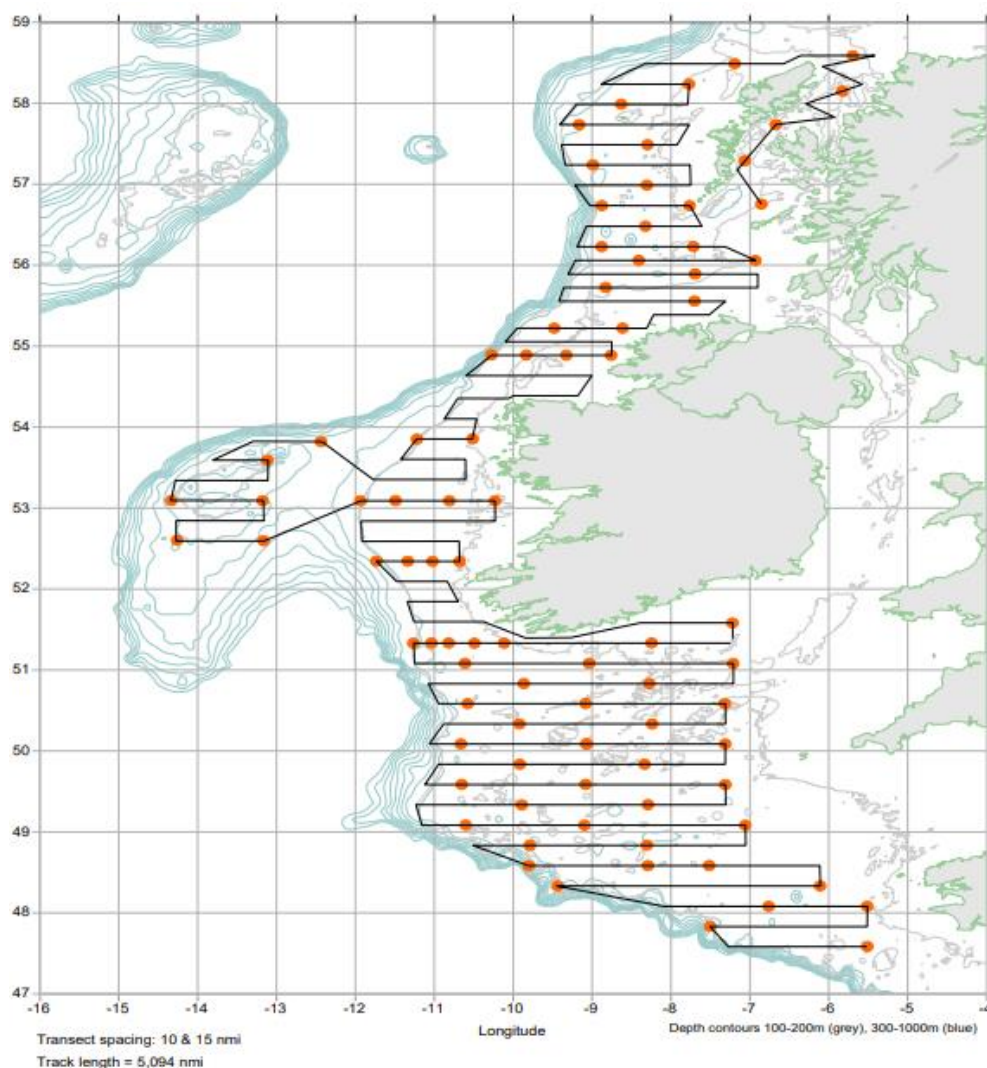 59
58
57
56
55
54
53
52
51
50
49
48
47
-16 -15 -14 -13 -12 -11 -10 -9 -8 -7 -6 -5 -4
Longitude
Transect spacing: 10 & 15 nmi
Depth contours 100-200m (grey), 300-1000m (blue)
Track length = 5,094 nmi